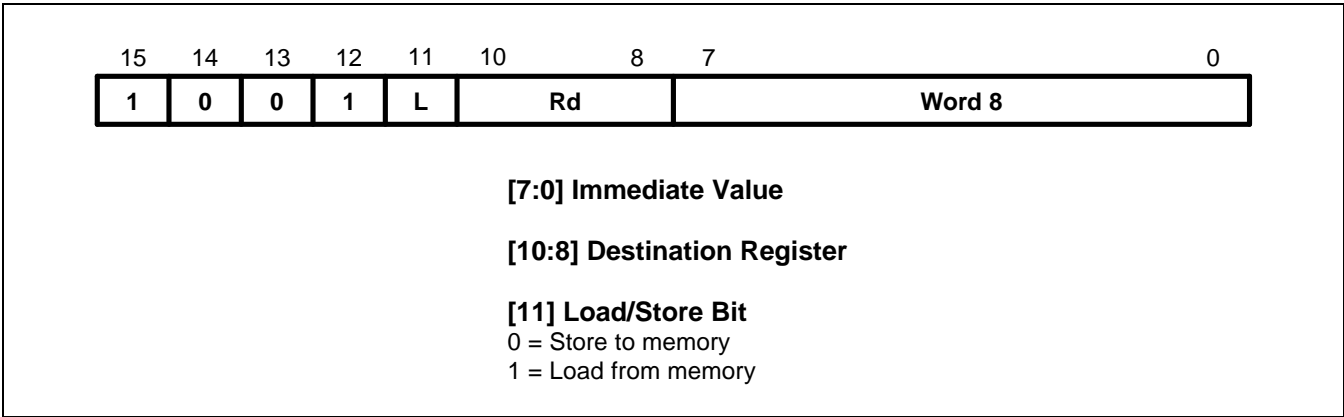 15 14 13 12 11 10 8 7 0
1 0 0 1 L Rd Word 8
[7:0] Immediate Value
[10:8] Destination Register
[11] Load/Store Bit
0 = Store to memory
1 = Load from memory